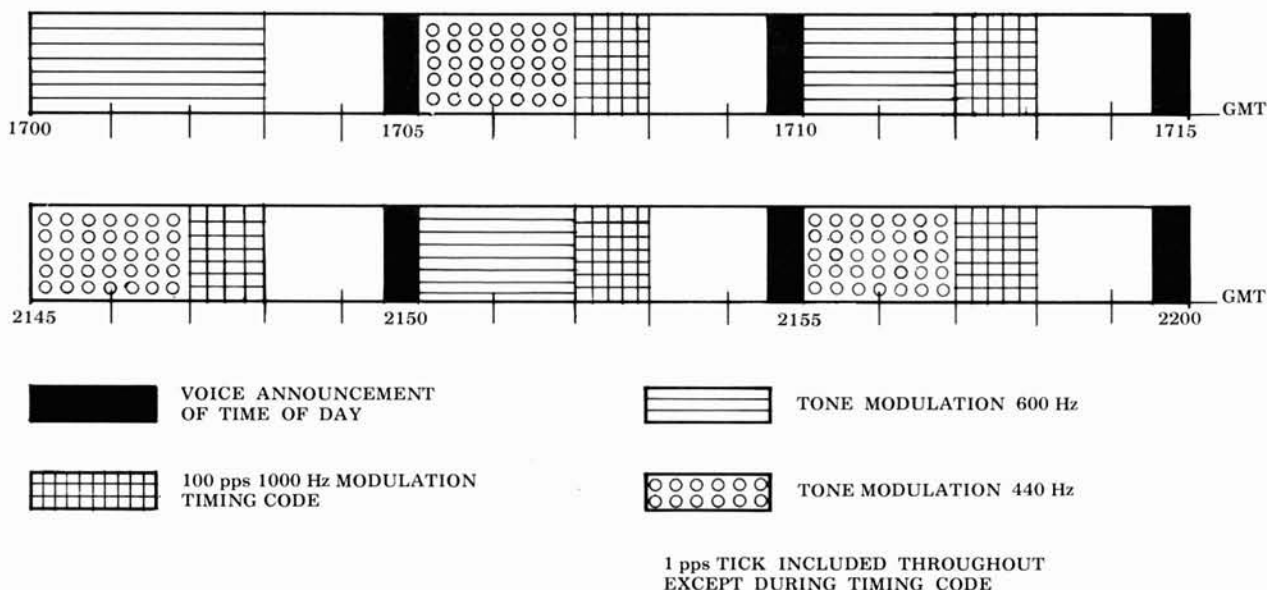 1700 1705 1710 1715 GMT
2145 2150 2155 2200 GMT
VOICE ANNOUNCEMENT
OF TIME OF DAY
TONE MODULATION 600 Hz
100 pps 1000 Hz MODULATION
TIMING CODE
TONE MODULATION 440 Hz
1 pps TICK INCLUDED THROUGHOUT
EXCEPT DURING TIMING CODE